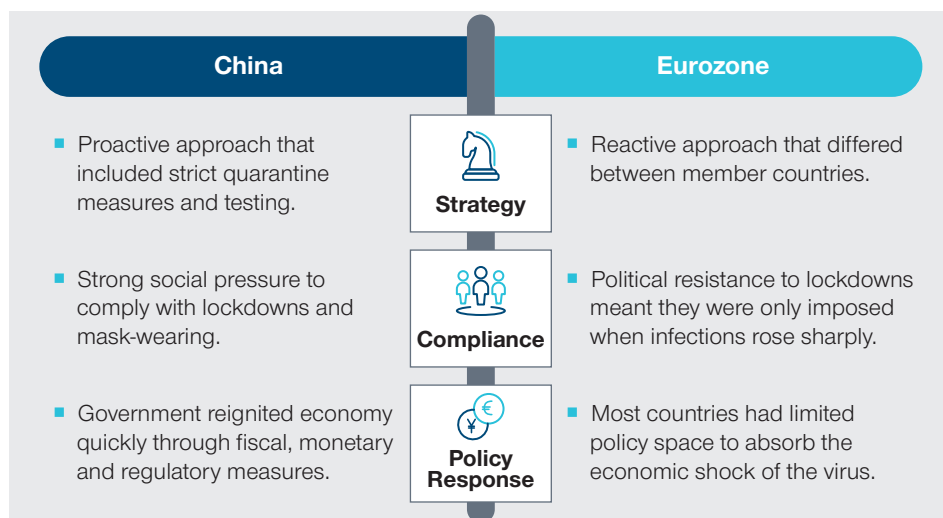 China
Eurozone
■ Proactive approach that
included strict quarantine
measures and testing.
Strategy
■ Reactive approach that differed
between member countries.
■ Strong social pressure to
comply with lockdowns and
mask-wearing.
Compliance
■ Political resistance to lockdowns
meant they were only imposed
when infections rose sharply.
■ Government reignited economy
quickly through fiscal, monetary
and regulatory measures.
¥ €
Policy
Response
■ Most countries had limited
policy space to absorb the
economic shock of the virus.